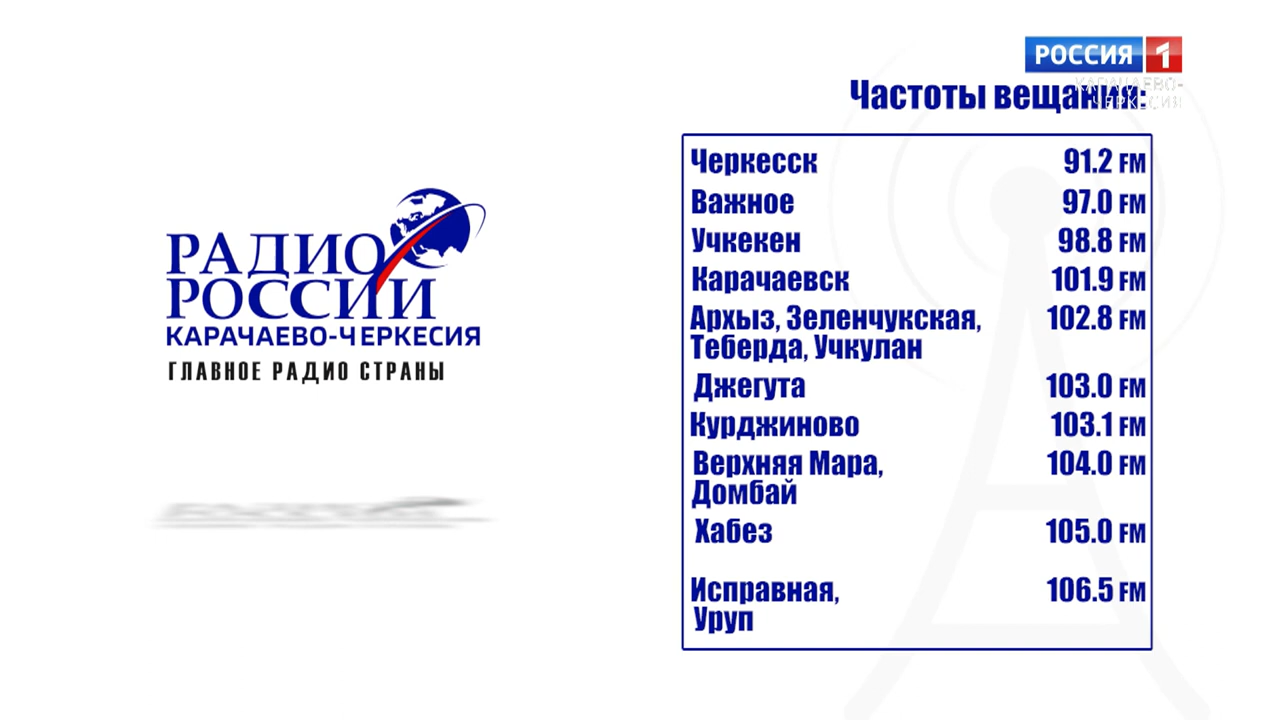 РОССИЯ 1
КАРАЧАЕВО-
ЧЕРКЕСИЯ
Частоты вещания:
РАДИО
РОССИИ
КАРАЧАЕВО-ЧЕРКЕСИЯ
ГЛАВНОЕ РАДИО СТРАНЫ
Черкесск 91.2 FM
Важное 97.0 FM
Учкекен 98.8 FM
Карачаевск 101.9 FM
Архыз, Зеленчукская, 102.8 FM
Теберда, Учкулан
Джегута 103.0 FM
Курджиново 103.1 FM
Верхняя Мара, 104.0 FM
Домбай
Хабез 105.0 FM
Исправная, 106.5 FM
Уруп